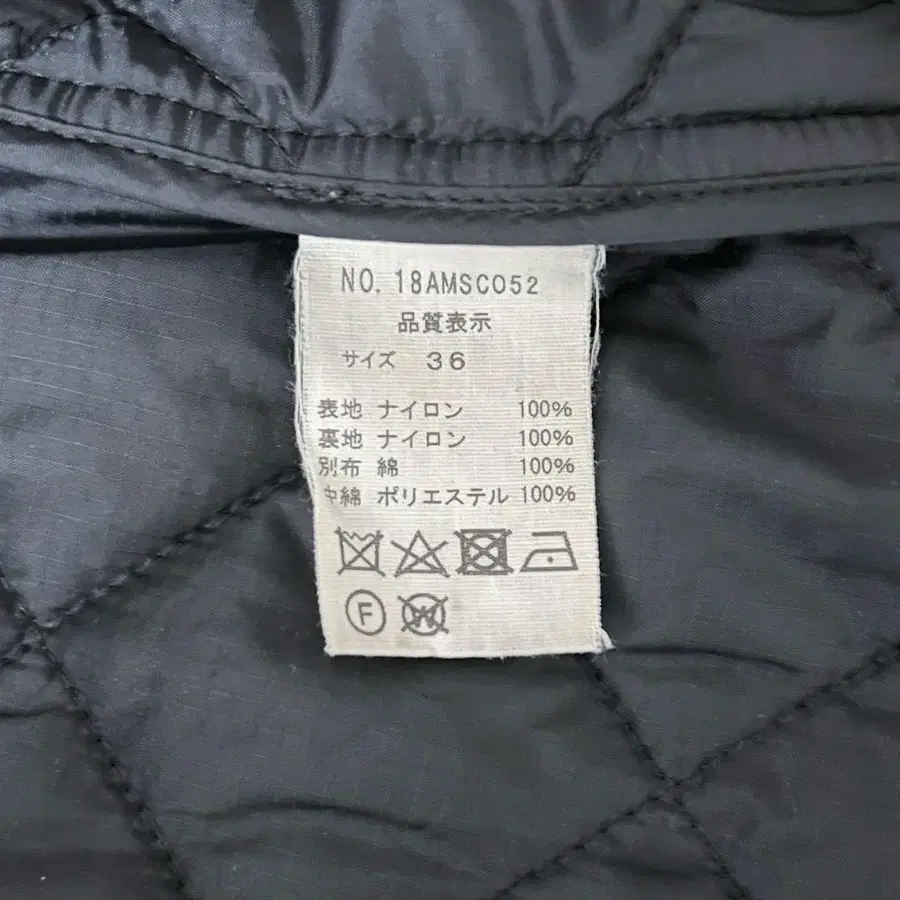 NO. 18AMSC052
品質表示
サイズ 36
表地 ナイロン 100%
裏地 ナイロン 100%
別布 綿 100%
中綿 ポリエステル 100%
F W